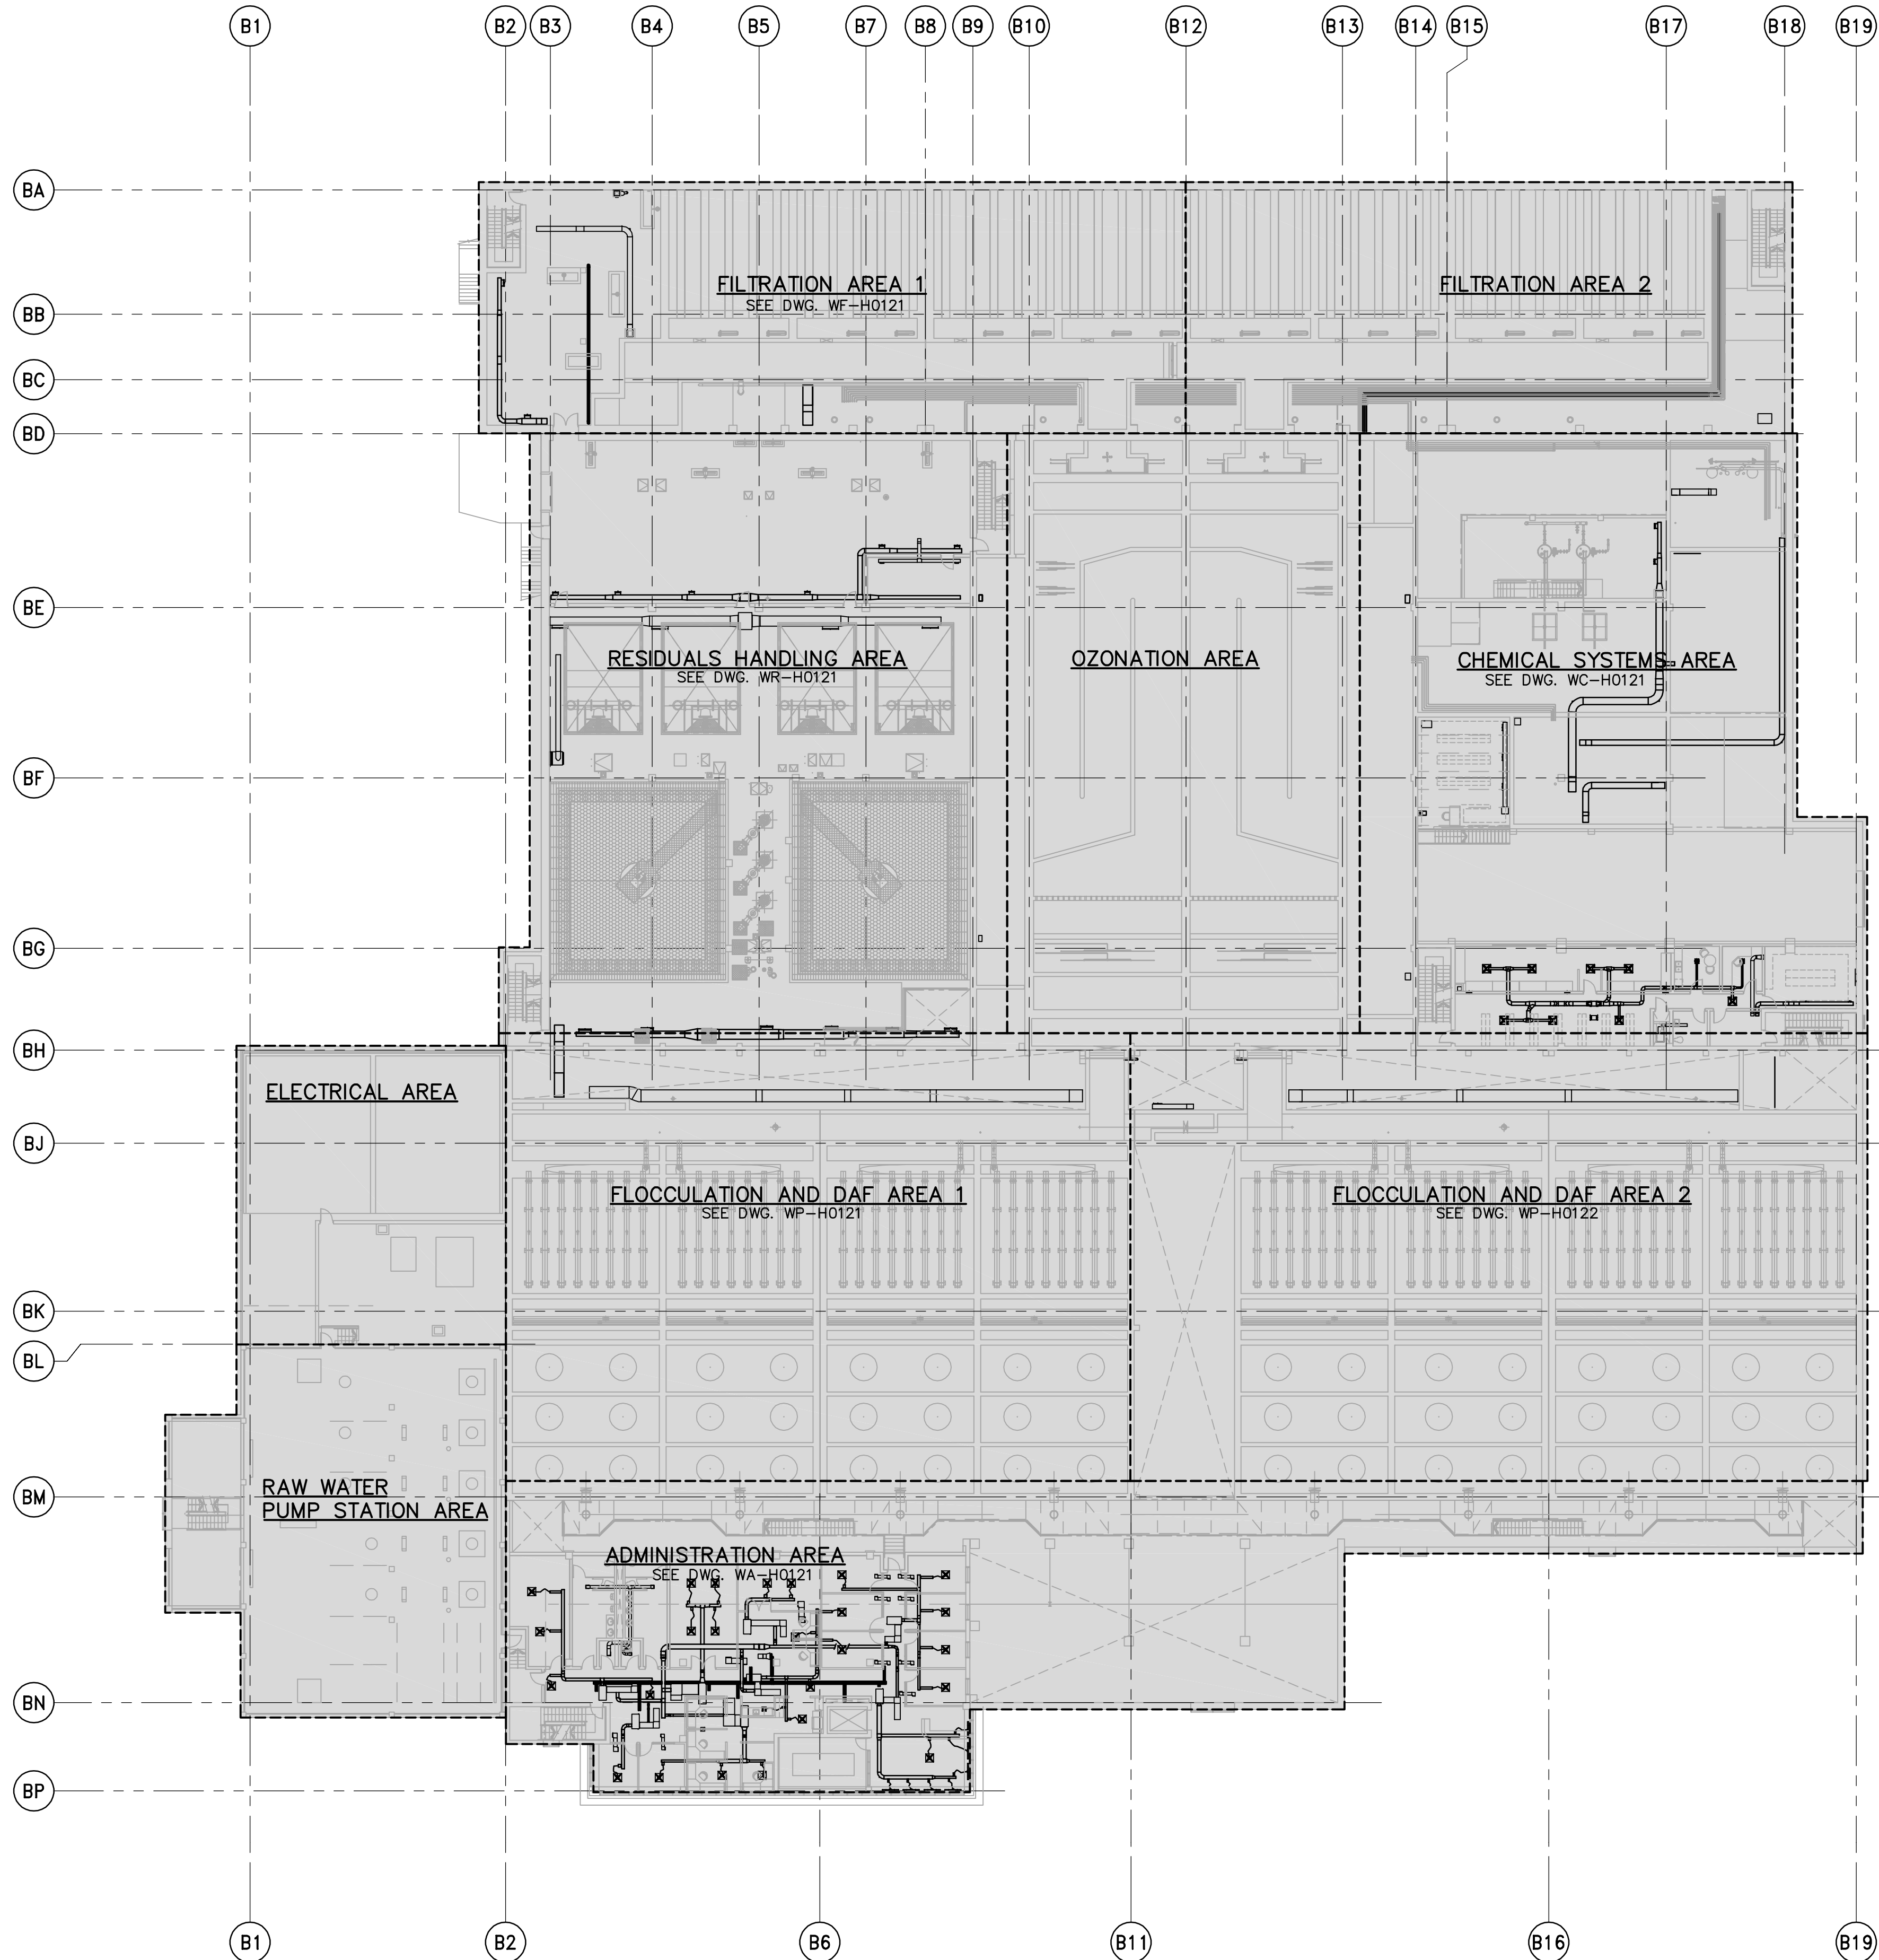 B1
B2
B3
B4
B5
B7
B8
B9
B10
B12
B13
B14
B15
B17
B18
B19
BA
FILTRATION AREA 1
SEE DWG. WF-H0121
FILTRATION AREA 2
BB
BC
BD
BE
RESIDUALS HANDLING AREA
SEE DWG. WR-H0121
OZONATION AREA
CHEMICAL SYSTEMS AREA
SEE DWG. WC-H0121
BF
BG
BH
ELECTRICAL AREA
BJ
FLOCCULATION AND DAF AREA 1
SEE DWG. WP-H0121
FLOCCULATION AND DAF AREA 2
SEE DWG. WP-H0122
BK
BL
RAW WATER
PUMP STATION AREA
BM
ADMINISTRATION AREA
SEE DWG. WA-H0121
BN
BP
B1
B2
B6
B11
B16
B19